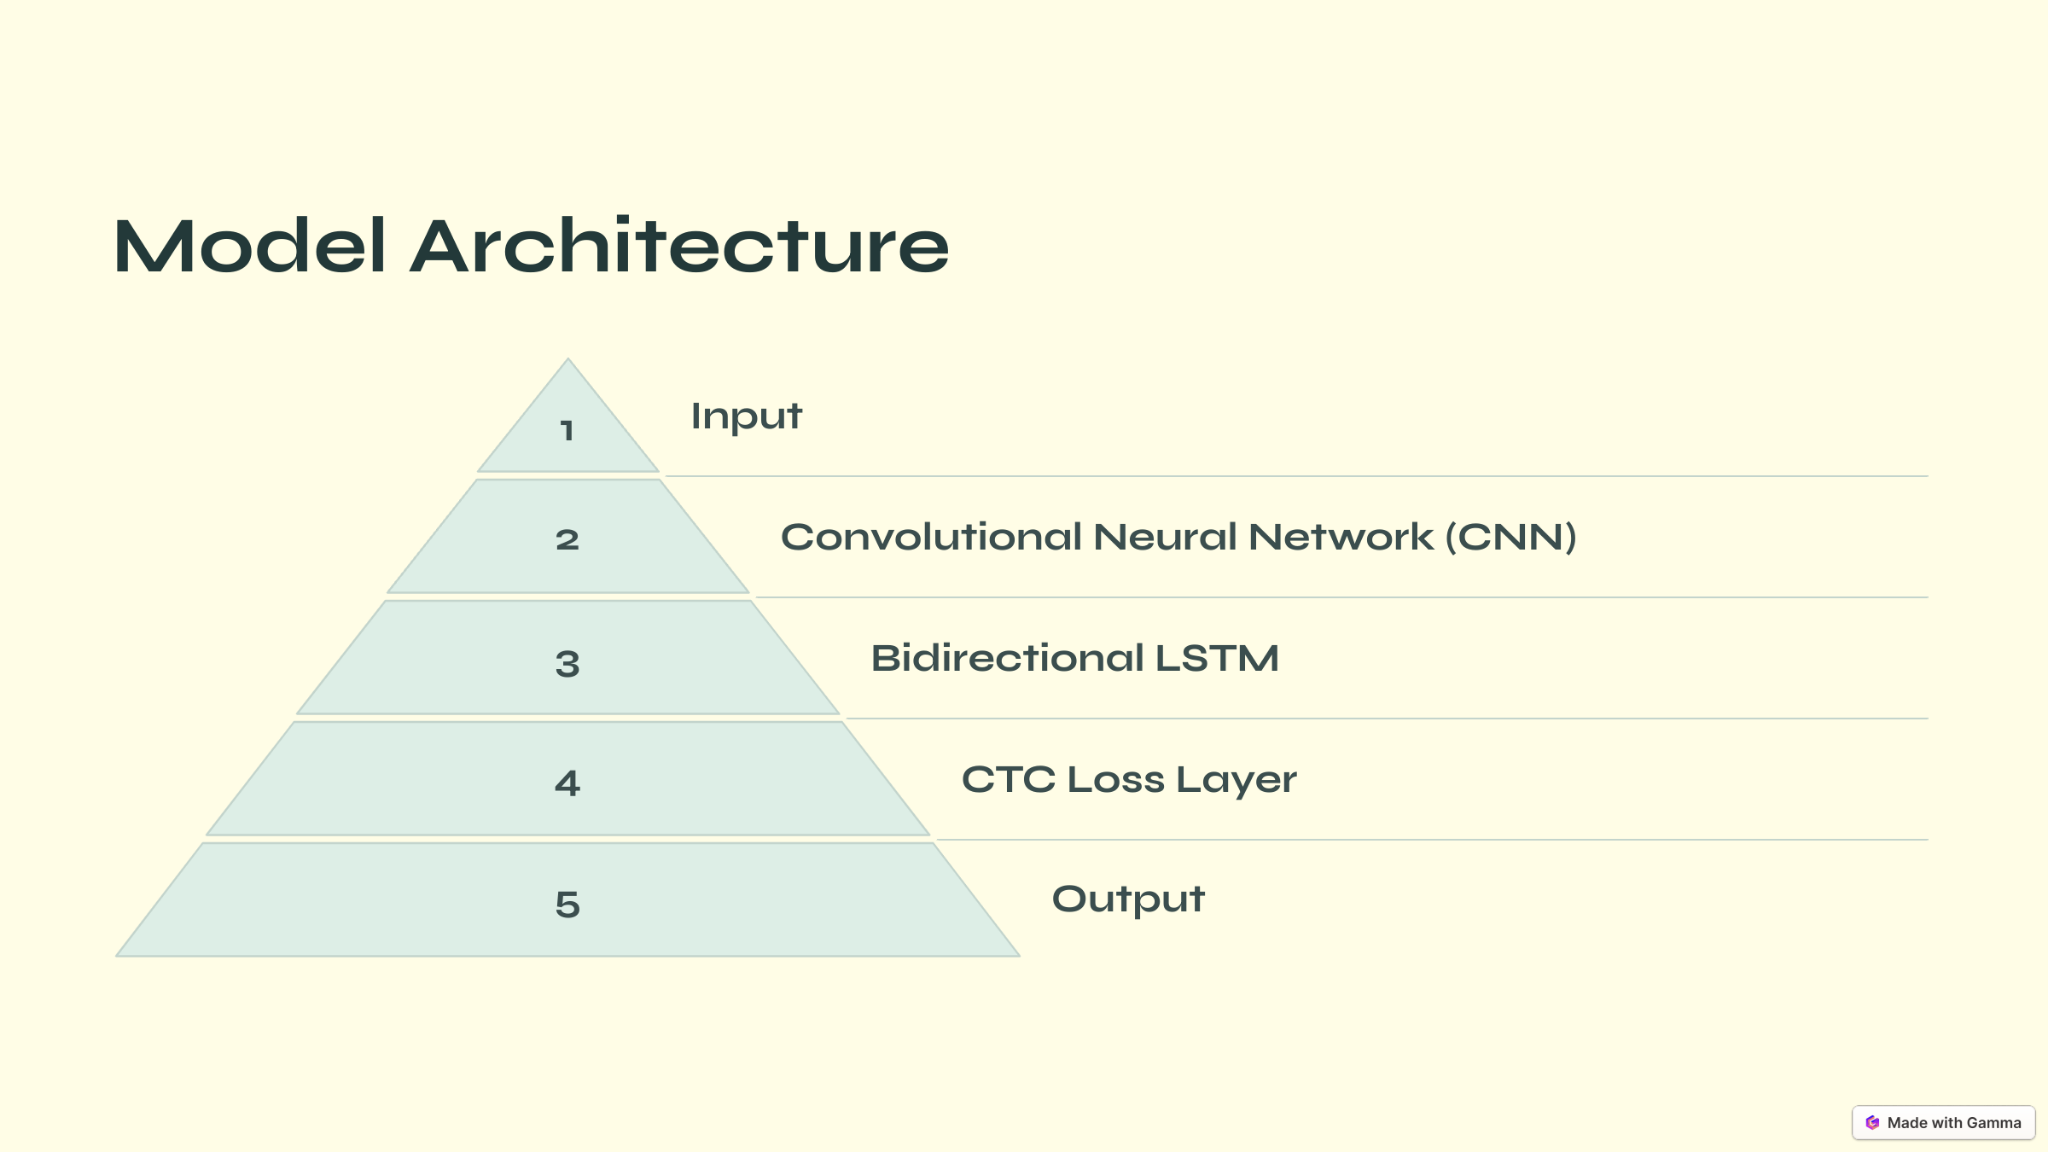 Model Architecture
1
Input
2
Convolutional Neural Network (CNN)
3
Bidirectional LSTM
4
CTC Loss Layer
5
Output
Made with Gamma